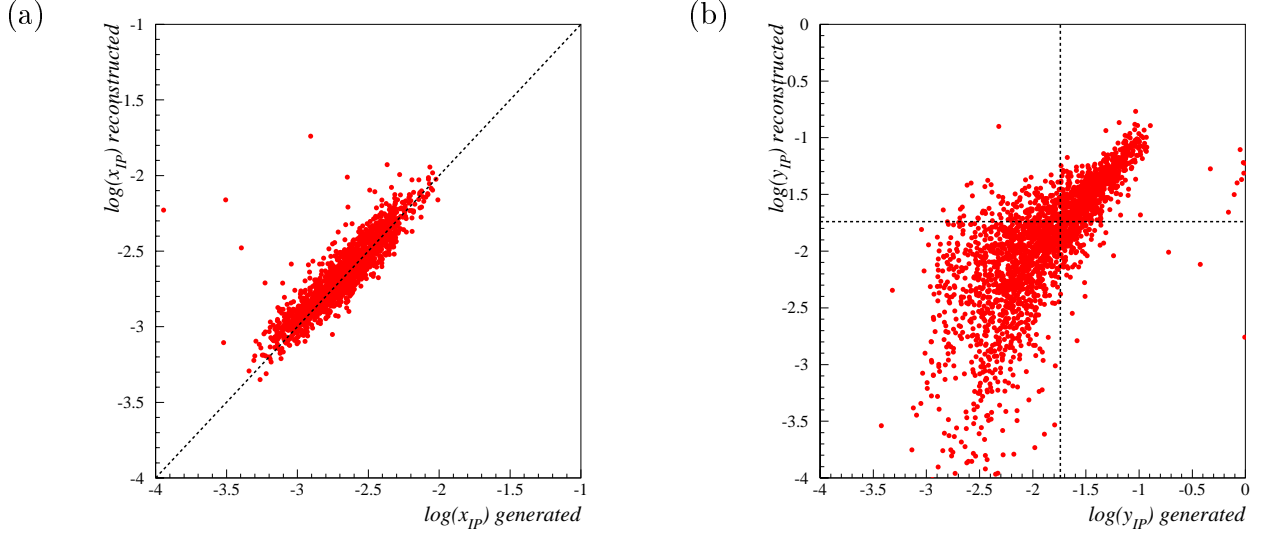 (a)
log(x_IP) reconstructed
-1
-1.5
-2
-2.5
-3
-3.5
-4
-4 -3.5 -3 -2.5 -2 -1.5 -1
log(x_IP) generated
(b)
log(y_IP) reconstructed
0
-0.5
-1
-1.5
-2
-2.5
-3
-3.5
-4
-4 -3.5 -3 -2.5 -2 -1.5 -1 -0.5 0
log(y_IP) generated